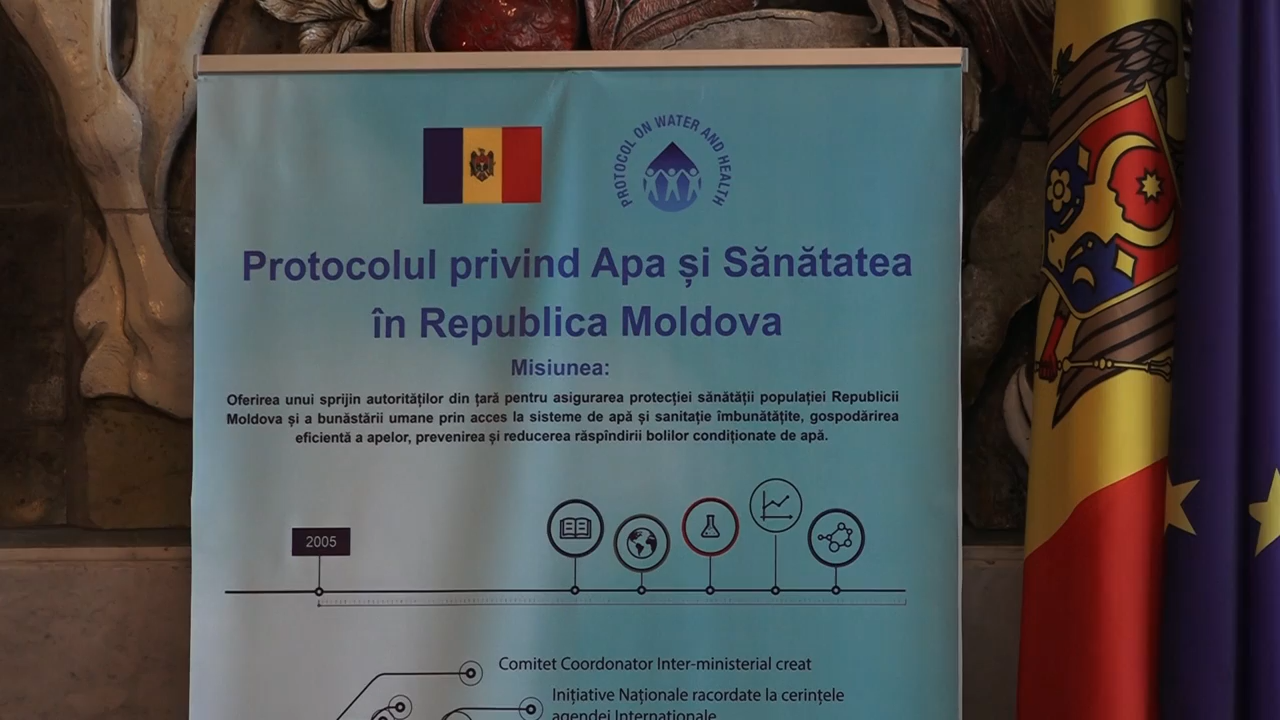 PROTOCOL ON WATER AND HEALTH
Protocolul privind Apa și Sănătatea
în Republica Moldova
Misiunea:
Oferirea unui sprijin autorităților din țară pentru asigurarea protecției sănătății populației Republicii
Moldova și a bunăstării umane prin acces la sisteme de apă și sanitație îmbunătățite, gospodărirea
eficientă a apelor, prevenirea și reducerea răspîndirii bolilor condiționate de apă.
2005
Comitet Coordonator Inter-ministerial creat
Inițiative Naționale racordate la cerințele
agendei Internaționale